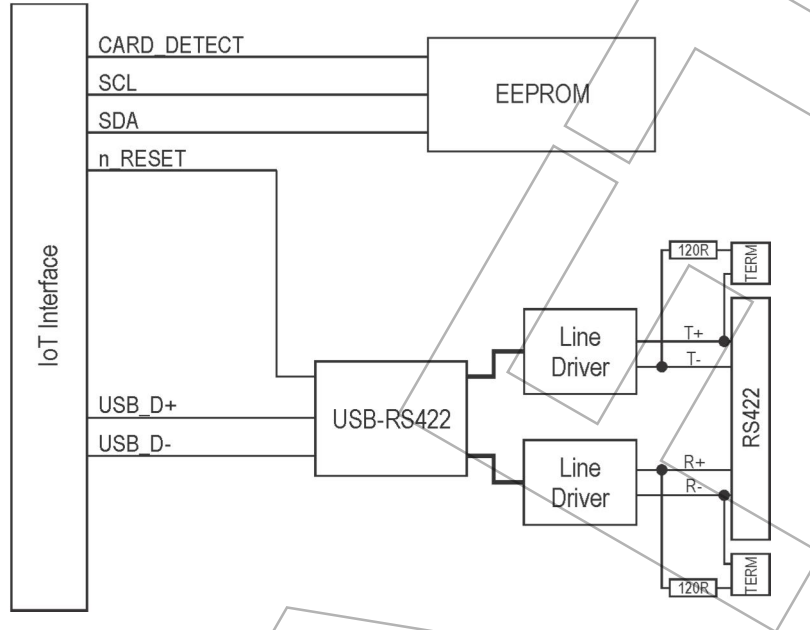 CARD_DETECT
SCL
SDA
n_RESET
EEPROM
IoT Interface
120R
TERM
Line
Driver
T+
T-
USB-RS422
RS422
USB_D+
USB_D-
Line
Driver
R+
R-
120R
TERM